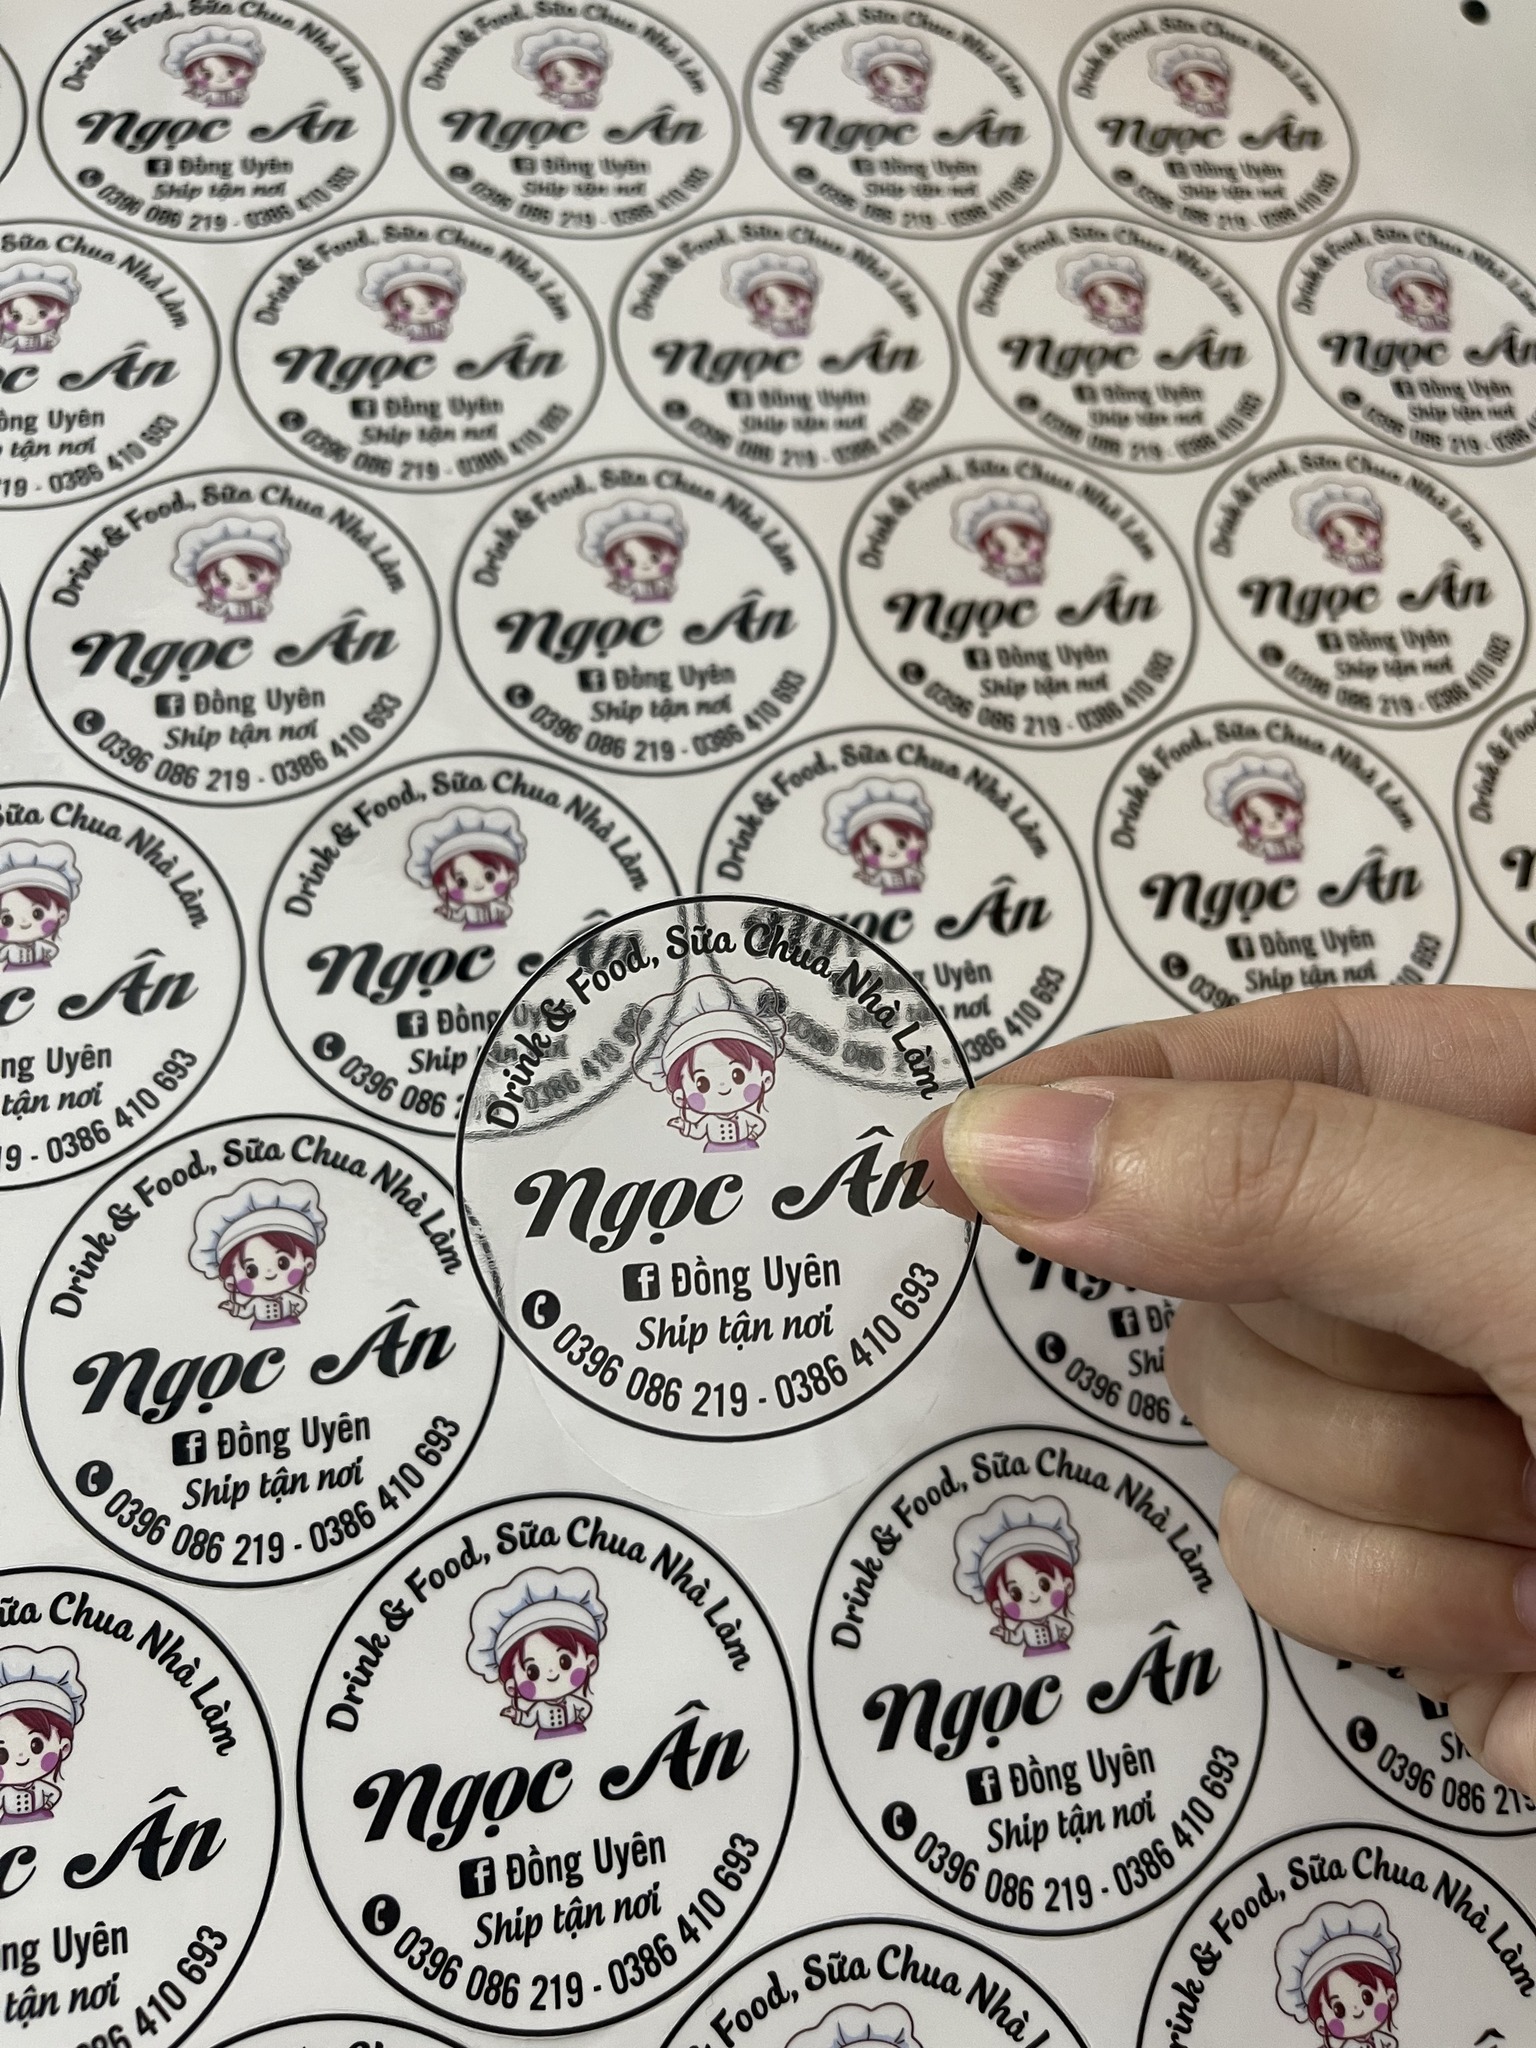 Drink & Food, Sữa Chua Nhà Làm
Ngọc Ân
Đồng Uyên
Ship tận nơi
0396 086 219 - 0386 410 693